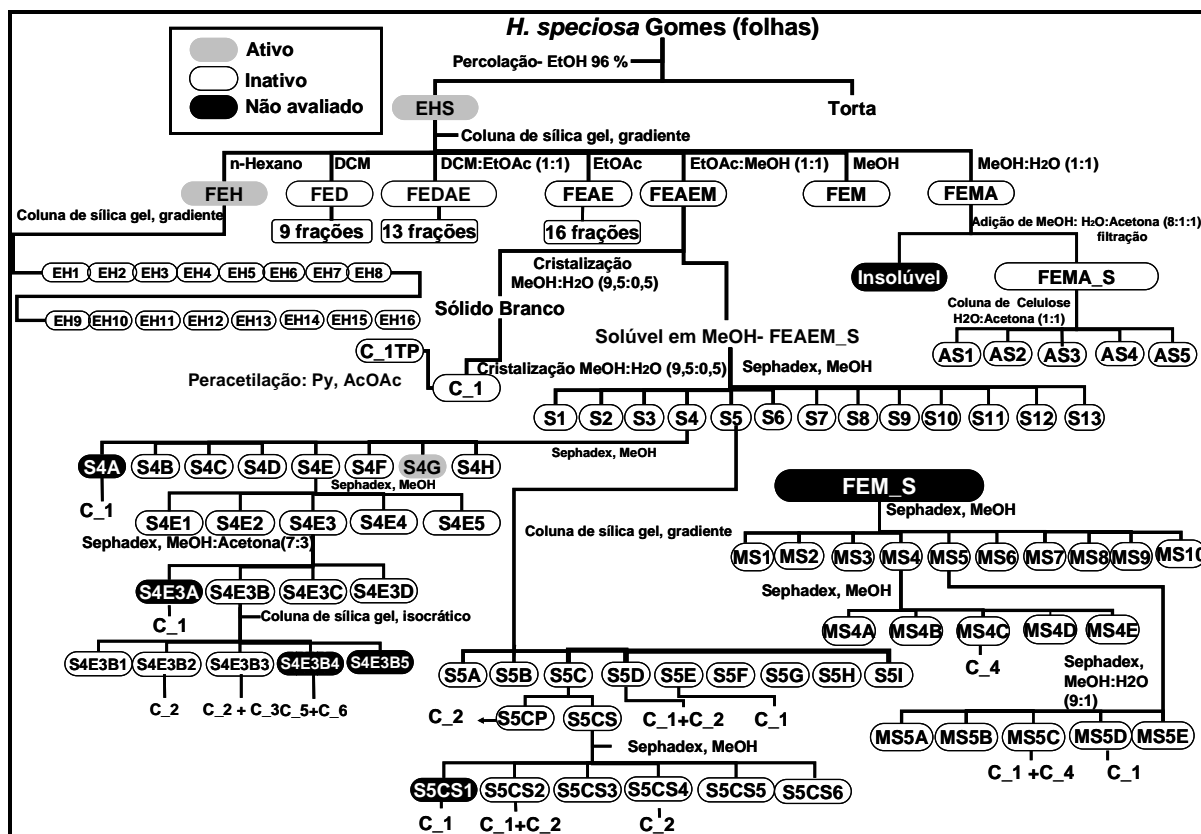 H. speciosa Gomes (folhas)
Ativo
Inativo
Não avaliado
Percolação- EtOH 96 %
EHS
Torta
Coluna de sílica gel, gradiente
n-Hexano
DCM
DCM:EtOAc (1:1)
EtOAc
EtOAc:MeOH (1:1)
MeOH
MeOH:H2O (1:1)
FEH
FED
FEDAE
FEAE
FEAEM
FEM
FEMA
Coluna de sílica gel, gradiente
9 frações
13 frações
16 frações
Adição de MeOH: H2O:Acetona (8:1:1)
filtração
EH1 EH2 EH3 EH4 EH5 EH6 EH7 EH8
Cristalização
MeOH:H2O (9,5:0,5)
Insolúvel
FEMA_S
EH9 EH10 EH11 EH12 EH13 EH14 EH15 EH16
Sólido Branco
Coluna de Celulose
H2O:Acetona (1:1)
Solúvel em MeOH- FEAEM_S
AS1 AS2 AS3 AS4 AS5
C_1TP
Peracetilação: Py, AcOAc
C_1
Cristalização MeOH:H2O (9,5:0,5)
Sephadex, MeOH
S1 S2 S3 S4 S5 S6 S7 S8 S9 S10 S11 S12 S13
Sephadex, MeOH
S4A S4B S4C S4D S4E S4F S4G S4H
C_1
Sephadex, MeOH
S4E1 S4E2 S4E3 S4E4 S4E5
Sephadex, MeOH:Acetona(7:3)
S4E3A S4E3B S4E3C S4E3D
C_1
Coluna de sílica gel, isocrático
S4E3B1 S4E3B2 S4E3B3 S4E3B4 S4E3B5
C_2
C_2 + C_3
C_5+C_6
Coluna de sílica gel, gradiente
S5A S5B S5C S5D S5E S5F S5G S5H S5I
C_2
S5CP
S5CS
C_1+C_2
C_1
Sephadex, MeOH
S5CS1 S5CS2 S5CS3 S5CS4 S5CS5 S5CS6
C_1
C_1+C_2
C_2
FEM_S
Sephadex, MeOH
MS1 MS2 MS3 MS4 MS5 MS6 MS7 MS8 MS9 MS10
Sephadex, MeOH
MS4A MS4B MS4C MS4D MS4E
C_4
Sephadex,
MeOH:H2O
(9:1)
MS5A MS5B MS5C MS5D MS5E
C_1 +C_4
C_1